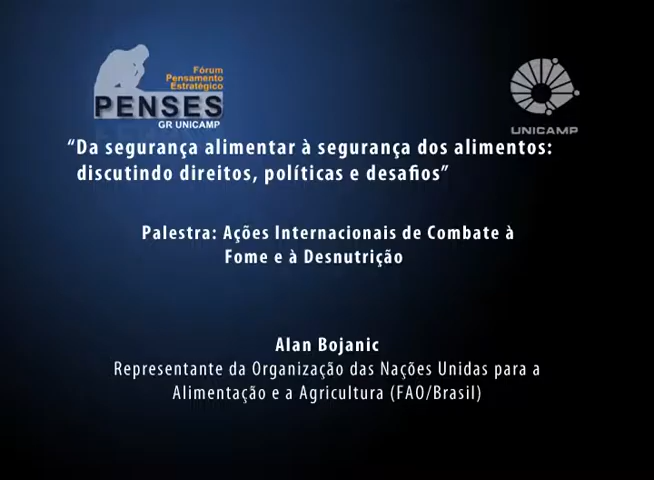 Fórum
Pensamento
Estratégico
PENSES
GR UNICAMP
UNICAMP
“Da segurança alimentar à segurança dos alimentos:
discutindo direitos, políticas e desafios”
Palestra: Ações Internacionais de Combate à
Fome e à Desnutrição
Alan Bojanic
Representante da Organização das Nações Unidas para a
Alimentação e a Agricultura (FAO/Brasil)